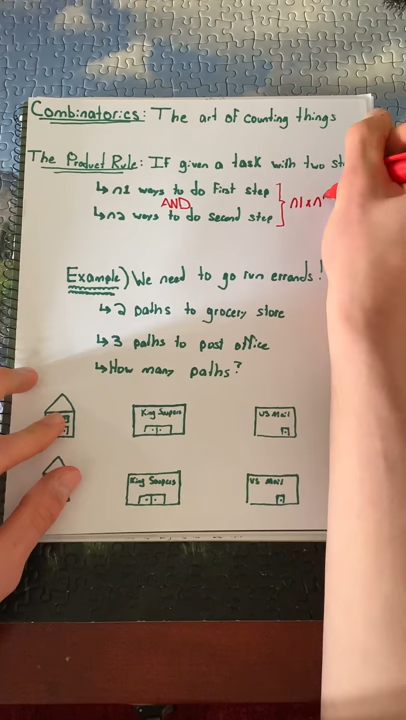 Combinatorics: The art of counting things
The Product Rule: If given a task with two
↳ n1 ways to do first step
AND
↳ n2 ways to do second step
n1 x n
Example) We need to go run errands!
↳ 2 paths to grocery store
↳ 3 paths to post office
↳ How many paths?
King Soopers
US Mail
King Soopers
US Mail